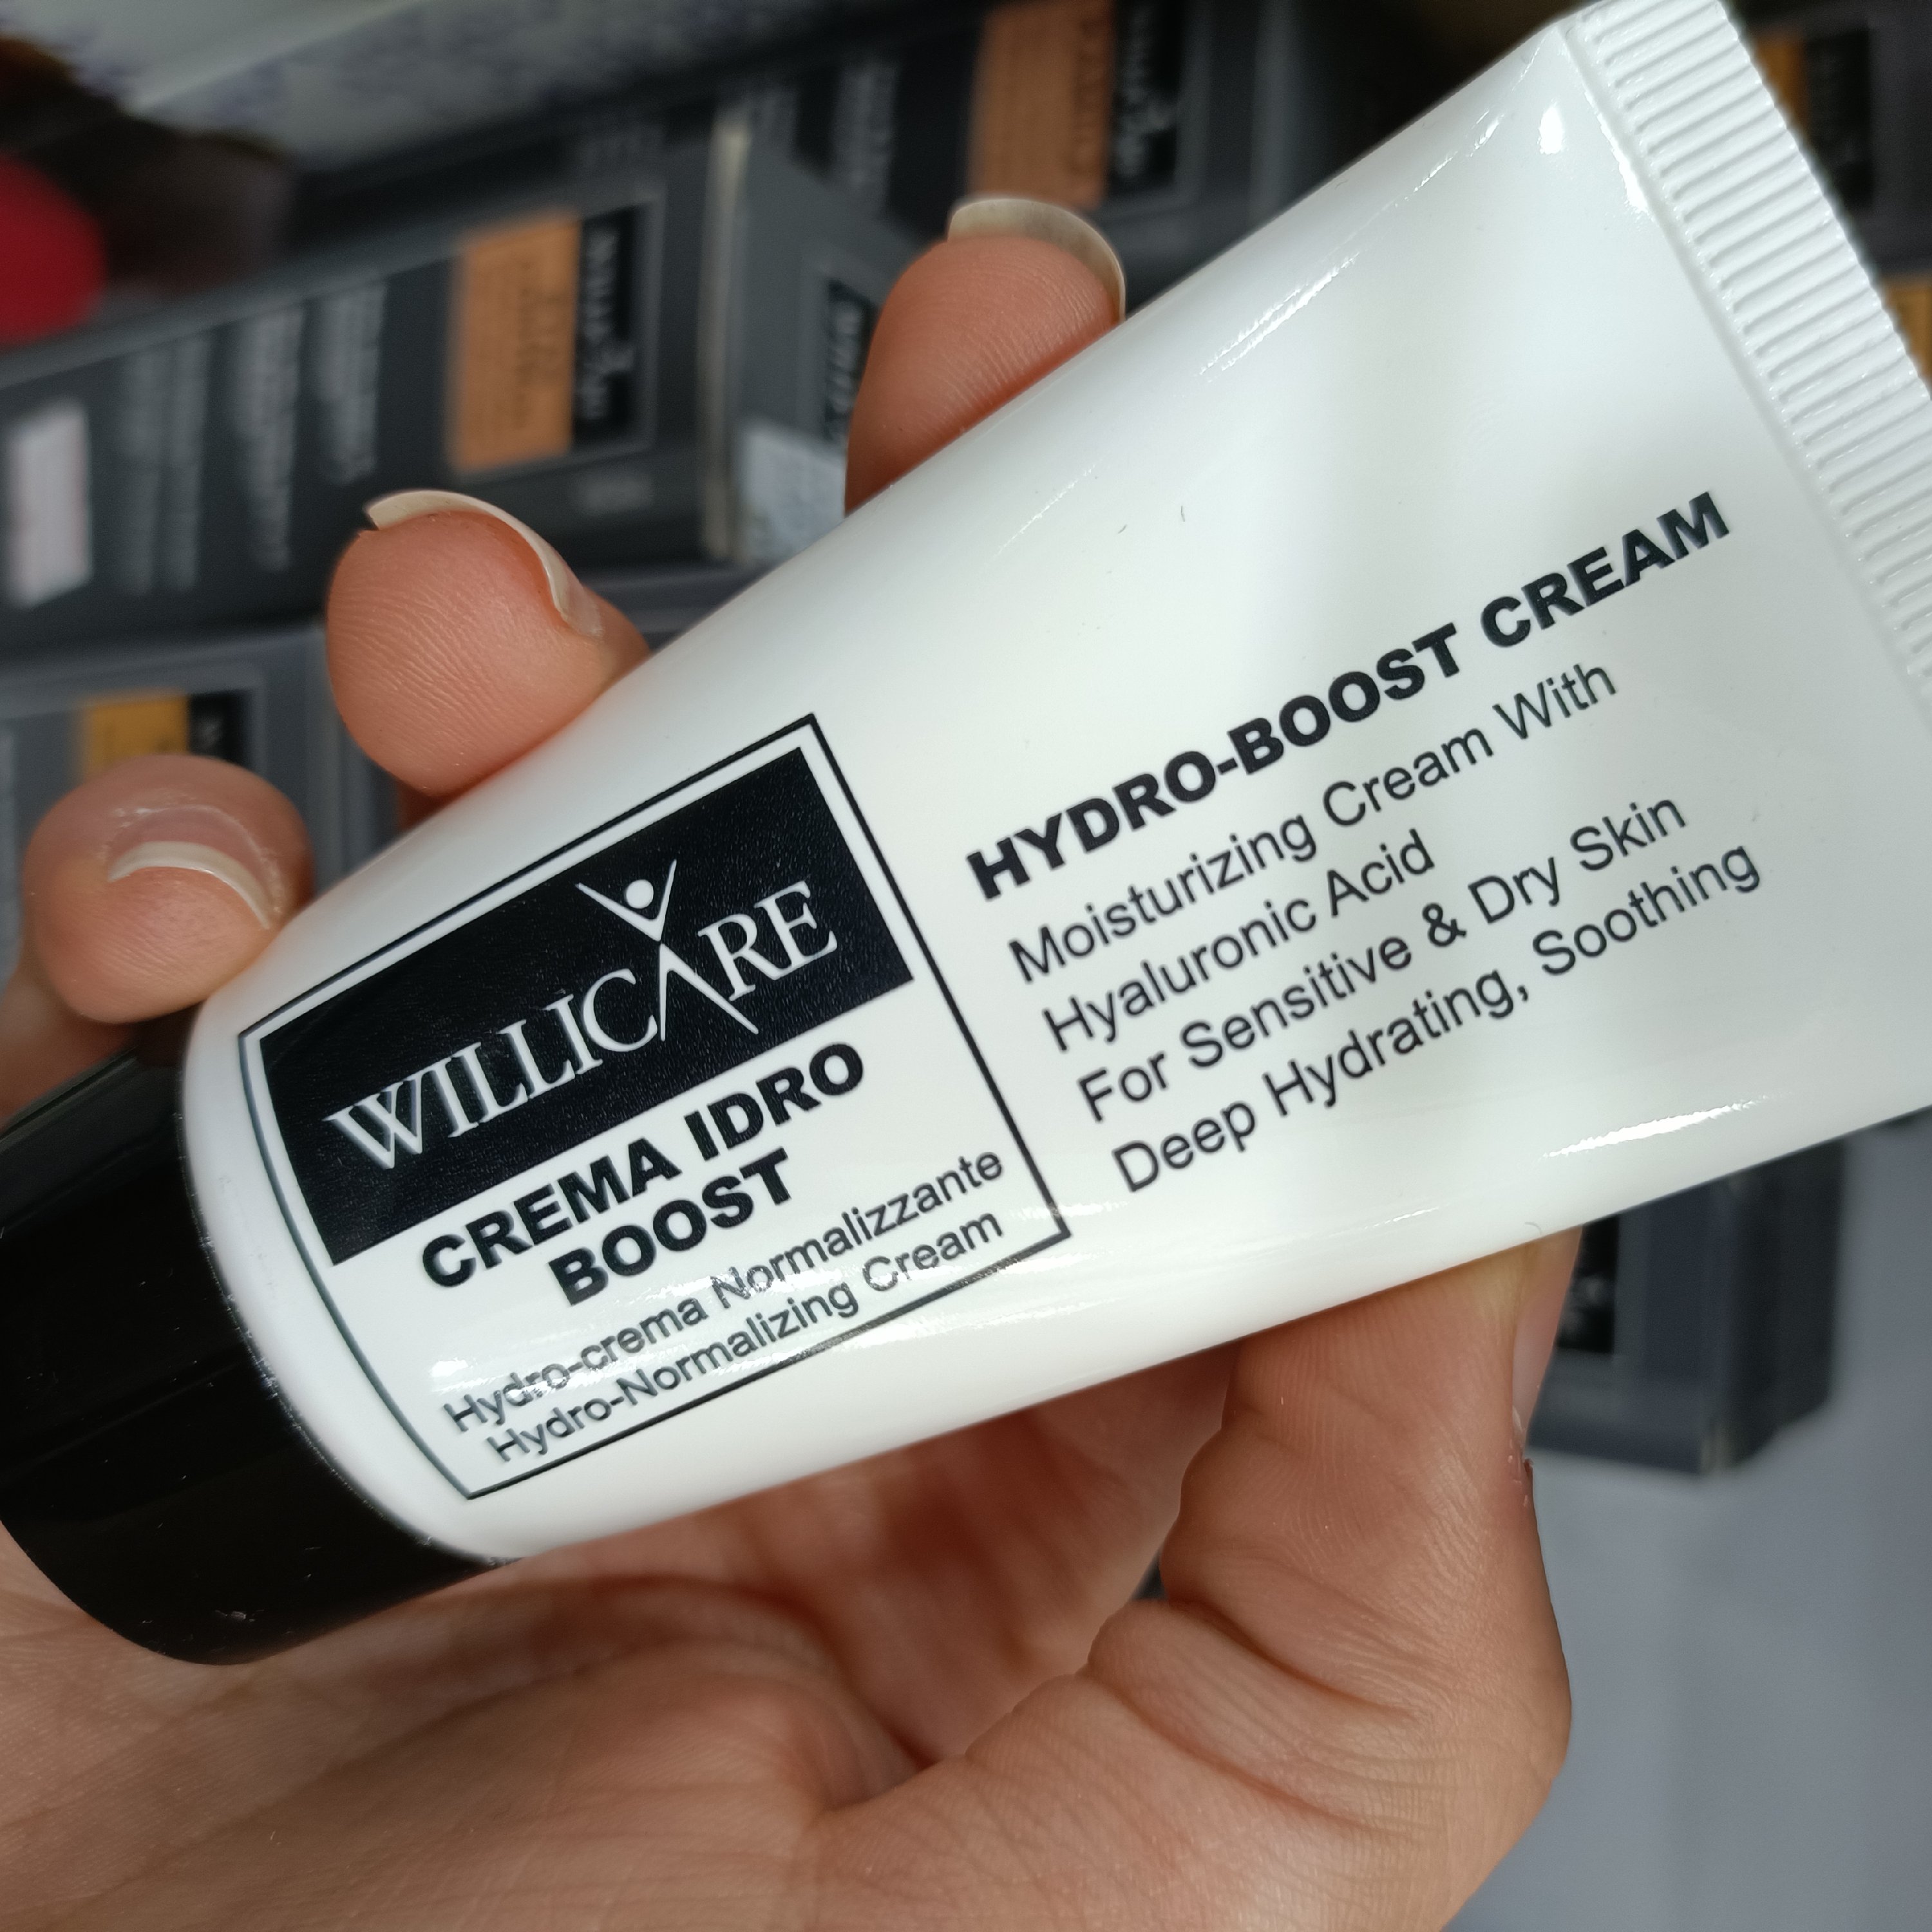 WILLICARE
CREMA IDRO
BOOST
Hydro-crema Normalizzante
Hydro-Normalizing Cream
HYDRO-BOOST CREAM
Moisturizing Cream With
Hyaluronic Acid
For Sensitive & Dry Skin
Deep Hydrating, Soothing